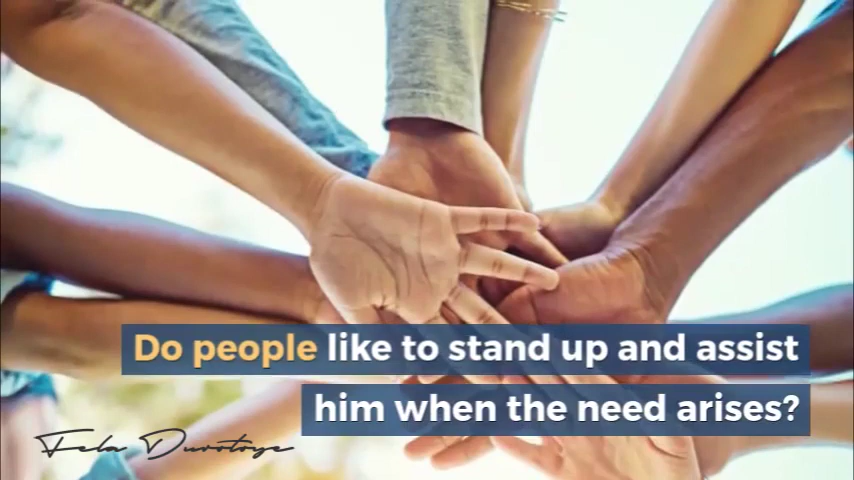 Do people like to stand up and assist
him when the need arises?
Fela Durotoye